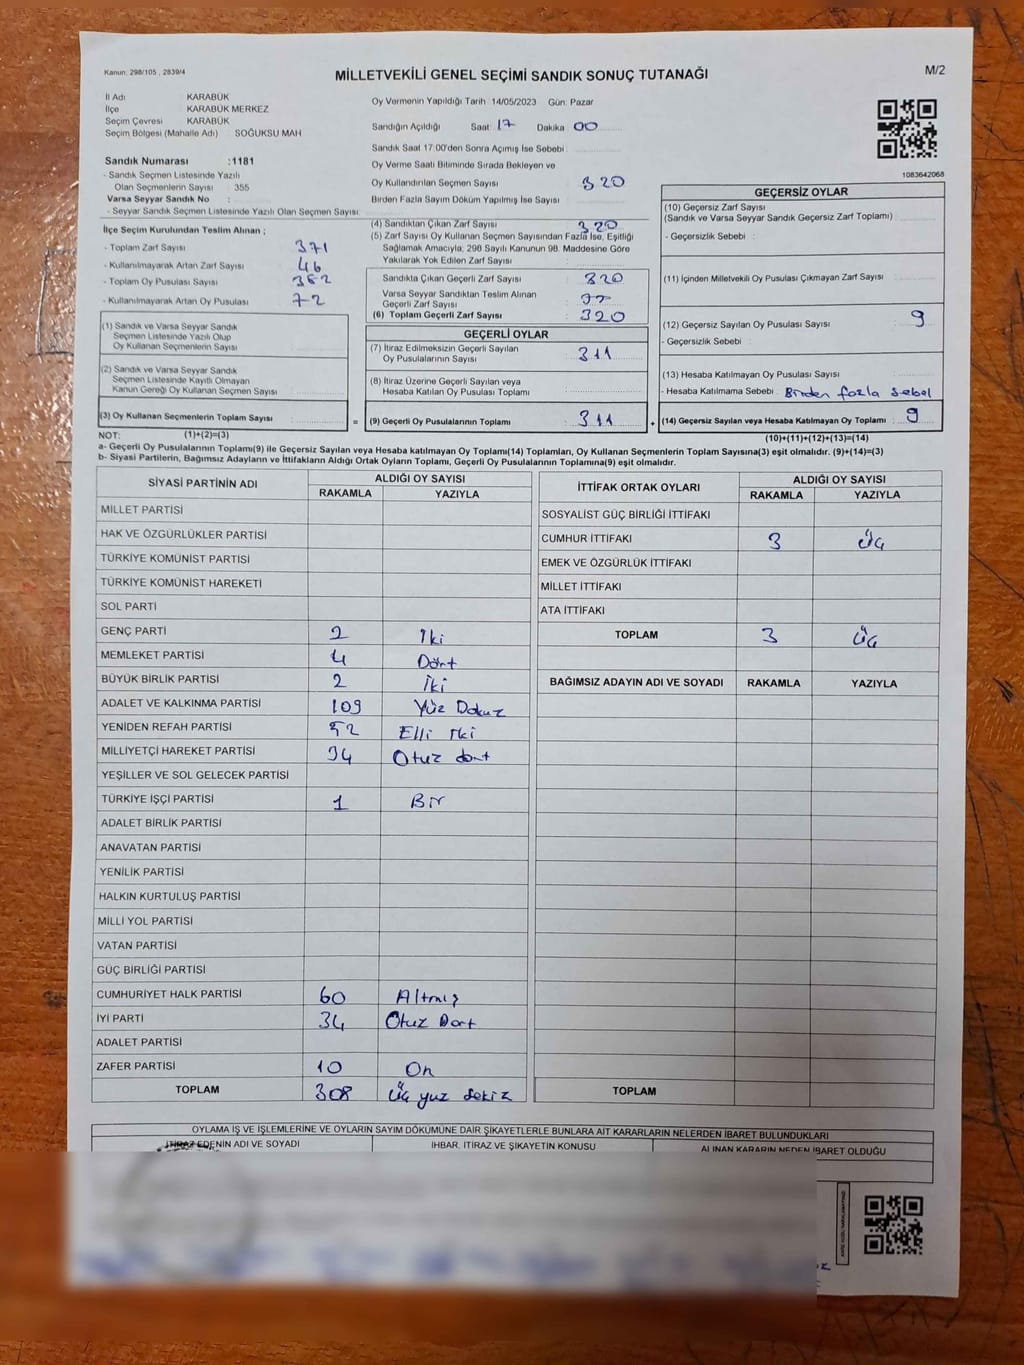 Kanun: 298/105 , 2839/4
MİLLETVEKİLİ GENEL SEÇİMİ SANDIK SONUÇ TUTANAĞI
M/2
İl Adı KARABÜK
İlçe KARABÜK MERKEZ
Seçim Çevresi KARABÜK
Seçim Bölgesi (Mahalle Adı) SOĞUKSU MAH
Oy Vermenin Yapıldığı Tarih 14/05/2023 Gün: Pazar
Sandığın Açıldığı Saat 17 Dakika 00
Sandık Saat 17:00'den Sonra Açımış İse Sebebi
Oy Verme Saati Bitiminde Sırada Bekleyen ve
Oy Kullandırılan Seçmen Sayısı 320
Birden Fazla Sayım Döküm Yapılmış İse Sayısı
Sandık Numarası :1181
- Sandık Seçmen Listesinde Yazılı
Olan Seçmenlerin Sayısı : 355
Varsa Seyyar Sandık No :
- Seyyar Sandık Seçmen Listesinde Yazılı Olan Seçmen Sayısı:
1083642068
İlçe Seçim Kurulundan Teslim Alınan ;
- Toplam Zarf Sayısı 371
- Kullanılmayarak Artan Zarf Sayısı 46
- Toplam Oy Pusulası Sayısı 382
- Kullanılmayarak Artan Oy Pusulası 72
(4) Sandıktan Çıkan Zarf Sayısı 320
(5) Zarf Sayısı Oy Kullanan Seçmen Sayısından Fazla İse, Eşitliği
Sağlamak Amacıyla, 298 Sayılı Kanunun 98. Maddesine Göre
Yakılarak Yok Edilen Zarf Sayısı
Sandıkta Çıkan Geçerli Zarf Sayısı 320
Varsa Seyyar Sandıktan Teslim Alınan
Geçerli Zarf Sayısı
(6) Toplam Geçerli Zarf Sayısı 320
GEÇERSİZ OYLAR
(10) Geçersiz Zarf Sayısı
(Sandık ve Varsa Seyyar Sandık Geçersiz Zarf Toplamı)
- Geçersizlik Sebebi :
(11) İçinden Milletvekili Oy Pusulası Çıkmayan Zarf Sayısı
(12) Geçersiz Sayılan Oy Pusulası Sayısı 9
- Geçersizlik Sebebi :
(13) Hesaba Katılmayan Oy Pusulası Sayısı
- Hesaba Katılmama Sebebi Birden fazla sebel
(14) Geçersiz Sayılan veya Hesaba Katılmayan Oy Toplamı 9
(10)+(11)+(12)+(13)=(14)
(1) Sandık ve Varsa Seyyar Sandık
Seçmen Listesinde Yazılı Olup
Oy Kullanan Seçmenlerin Sayısı
(2) Sandık ve Varsa Seyyar Sandık
Seçmen Listesinde Kayıtlı Olmayan
Kanun Gereği Oy Kullanan Seçmen Sayısı
(3) Oy Kullanan Seçmenlerin Toplam Sayısı :
=
GEÇERLİ OYLAR
(7) İtiraz Edilmeksizin Geçerli Sayılan
Oy Pusulalarının Sayısı 311
(8) İtiraz Üzerine Geçerli Sayılan veya
Hesaba Katılan Oy Pusulası Toplamı
(9) Geçerli Oy Pusulalarının Toplamı 311
+
NOT: (1)+(2)=(3)
a- Geçerli Oy Pusulalarının Toplamı(9) ile Geçersiz Sayılan veya Hesaba Katılmayan Oy Toplamı(14) Toplamları, Oy Kullanan Seçmenlerin Toplam Sayısına(3) eşit olmalıdır. (9)+(14)=(3)
b- Siyasi Partilerin, Bağımsız Adayların ve İttifakların Aldığı Ortak Oyların Toplamı, Geçerli Oy Pusulalarının Toplamına(9) eşit olmalıdır.
SİYASİ PARTİNİN ADI ALDIĞI OY SAYISI
RAKAMLA YAZIYLA
MİLLET PARTİSİ
HAK VE ÖZGÜRLÜKLER PARTİSİ
TÜRKİYE KOMÜNİST PARTİSİ
TÜRKİYE KOMÜNİST HAREKETİ
SOL PARTİ
GENÇ PARTİ 2 İki
MEMLEKET PARTİSİ 4 Dört
BÜYÜK BİRLİK PARTİSİ 2 İki
ADALET VE KALKINMA PARTİSİ 109 Yüz Dokuz
YENİDEN REFAH PARTİSİ 52 Elli İki
MİLLİYETÇİ HAREKET PARTİSİ 34 Otuz dört
YEŞİLLER VE SOL GELECEK PARTİSİ
TÜRKİYE İŞÇİ PARTİSİ 1 Bir
ADALET BİRLİK PARTİSİ
ANAVATAN PARTİSİ
YENİLİK PARTİSİ
HALKIN KURTULUŞ PARTİSİ
MİLLİ YOL PARTİSİ
VATAN PARTİSİ
GÜÇ BİRLİĞİ PARTİSİ
CUMHURİYET HALK PARTİSİ 60 Altmış
İYİ PARTİ 34 Otuz Dört
ADALET PARTİSİ
ZAFER PARTİSİ 10 On
TOPLAM 308 Üç yuz sekiz
İTTİFAK ORTAK OYLARI ALDIĞI OY SAYISI
RAKAMLA YAZIYLA
SOSYALİST GÜÇ BİRLİĞİ İTTİFAKI
CUMHUR İTTİFAKI 3 Üç
EMEK VE ÖZGÜRLÜK İTTİFAKI
MİLLET İTTİFAKI
ATA İTTİFAKI
TOPLAM 3 Üç
BAĞIMSIZ ADAYIN ADI VE SOYADI RAKAMLA YAZIYLA
TOPLAM
OYLAMA İŞ VE İŞLEMLERİNE VE OYLARIN SAYIM DÖKÜMÜNE DAİR ŞİKAYETLERLE BUNLARA AİT KARARLARIN NELERDEN İBARET BULUNDUKLARI
İTİRAZ EDENİN ADI VE SOYADI İHBAR, İTİRAZ VE ŞİKAYETİN KONUSU ALINAN KARARIN NEDEN İBARET OLDUĞU